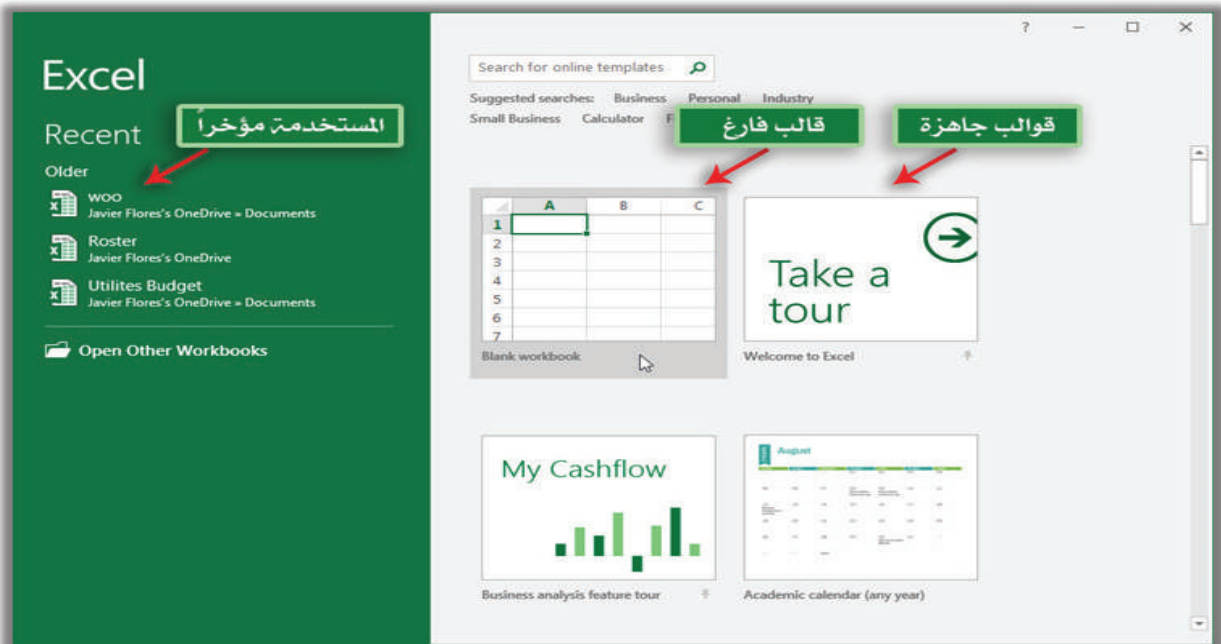 Excel
Recent
المستخدمة مؤخراً
Older
woo
Javier Flores's OneDrive » Documents
Roster
Javier Flores's OneDrive
Utilites Budget
Javier Flores's OneDrive » Documents
Open Other Workbooks
?
Search for online templates
Suggested searches: Business Personal Industry
Small Business Calculator
قالب فارغ
قوالب جاهزة
A B C
1
2
3
4
5
6
7
Blank workbook
Take a
tour
Welcome to Excel
My Cashflow
Business analysis feature tour
August
Academic calendar (any year)